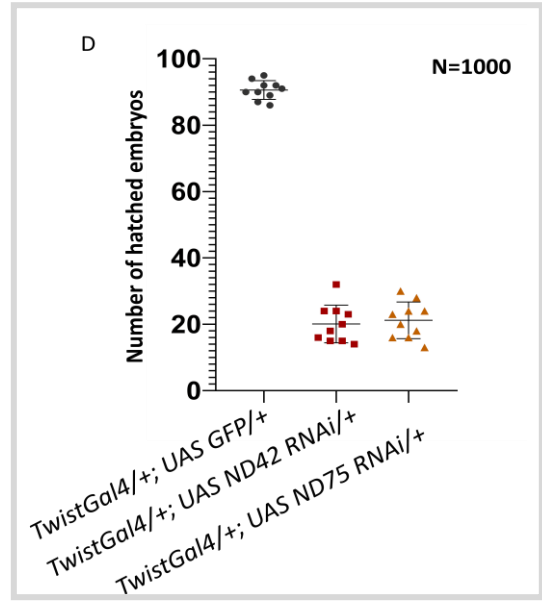 D
N=1000
Number of hatched embryos
100
80
60
40
20
0
TwistGal4/+; UAS GFP/+
TwistGal4/+; UAS ND42 RNAi/+
TwistGal4/+; UAS ND75 RNAi/+